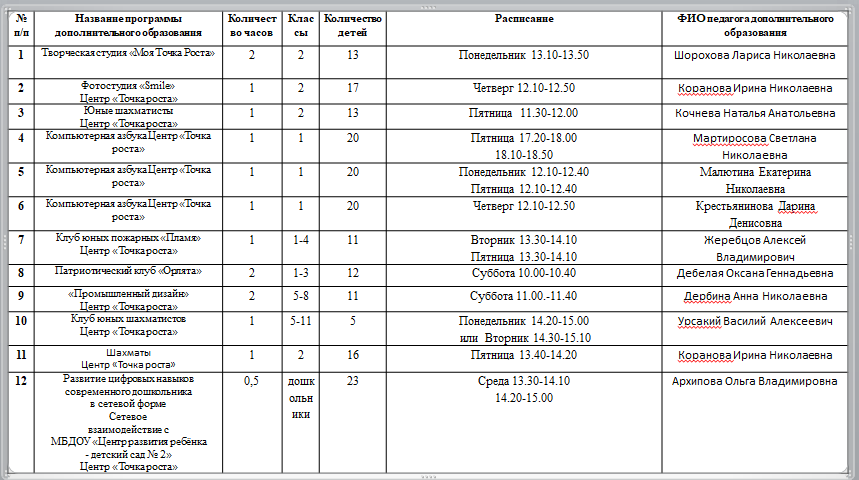 № п/п
Название программы дополнительного образования
Количест во часов
Клас сы
Количество детей
Расписание
ФИО педагога дополнительного образования
1
Творческая студия «Моя Точка Роста»
2
2
13
Понедельник 13.10-13.50
Шорохова Лариса Николаевна
2
Фотостудия «Smile»
Центр «Точка роста»
1
2
17
Четверг 12.10-12.50
Коранова Ирина Николаевна
3
Юные шахматисты
Центр «Точка роста»
1
2
13
Пятница 11.30-12.00
Кочнева Наталья Анатольевна
4
Компьютерная азбука Центр «Точка
роста»
1
1
20
Пятница 17.20-18.00
18.10-18.50
Мартиросова Светлана
Николаевна
5
Компьютерная азбука Центр «Точка
роста»
1
1
20
Понедельник 12.10-12.40
Пятница 12.10-12.40
Малютина Екатерина
Николаевна
6
Компьютерная азбука Центр «Точка
роста»
1
1
20
Четверг 12.10-12.50
Крестьянинова Дарина
Денисовна
7
Клуб юных пожарных «Пламя»
Центр «Точка роста»
1
1-4
11
Вторник 13.30-14.10
Пятница 13.30-14.10
Жеребцов Алексей
Владимирович
8
Патриотический клуб «Орлята»
2
1-3
12
Суббота 10.00-10.40
Дебелая Оксана Геннадьевна
9
«Промышленный дизайн»
Центр «Точка роста»
2
5-8
11
Суббота 11.00.-11.40
Дербина Анна Николаевна
10
Клуб юных шахматистов
Центр «Точка роста»
1
5-11
5
Понедельник 14.20-15.00
или Вторник 14.30-15.10
Урсакий Василий Алексеевич
11
Шахматы
Центр «Точка роста»
1
2
16
Пятница 13.40-14.20
Коранова Ирина Николаевна
12
Развитие цифровых навыков
современного дошкольника
в сетевой форме
Сетевое
взаимодействие с
МБДОУ «Центр развития ребёнка
- детский сад № 2»
Центр «Точка роста»
0,5
дошк
ольн
ики
23
Среда 13.30-14.10
14.20-15.00
Архипова Ольга Владимировна